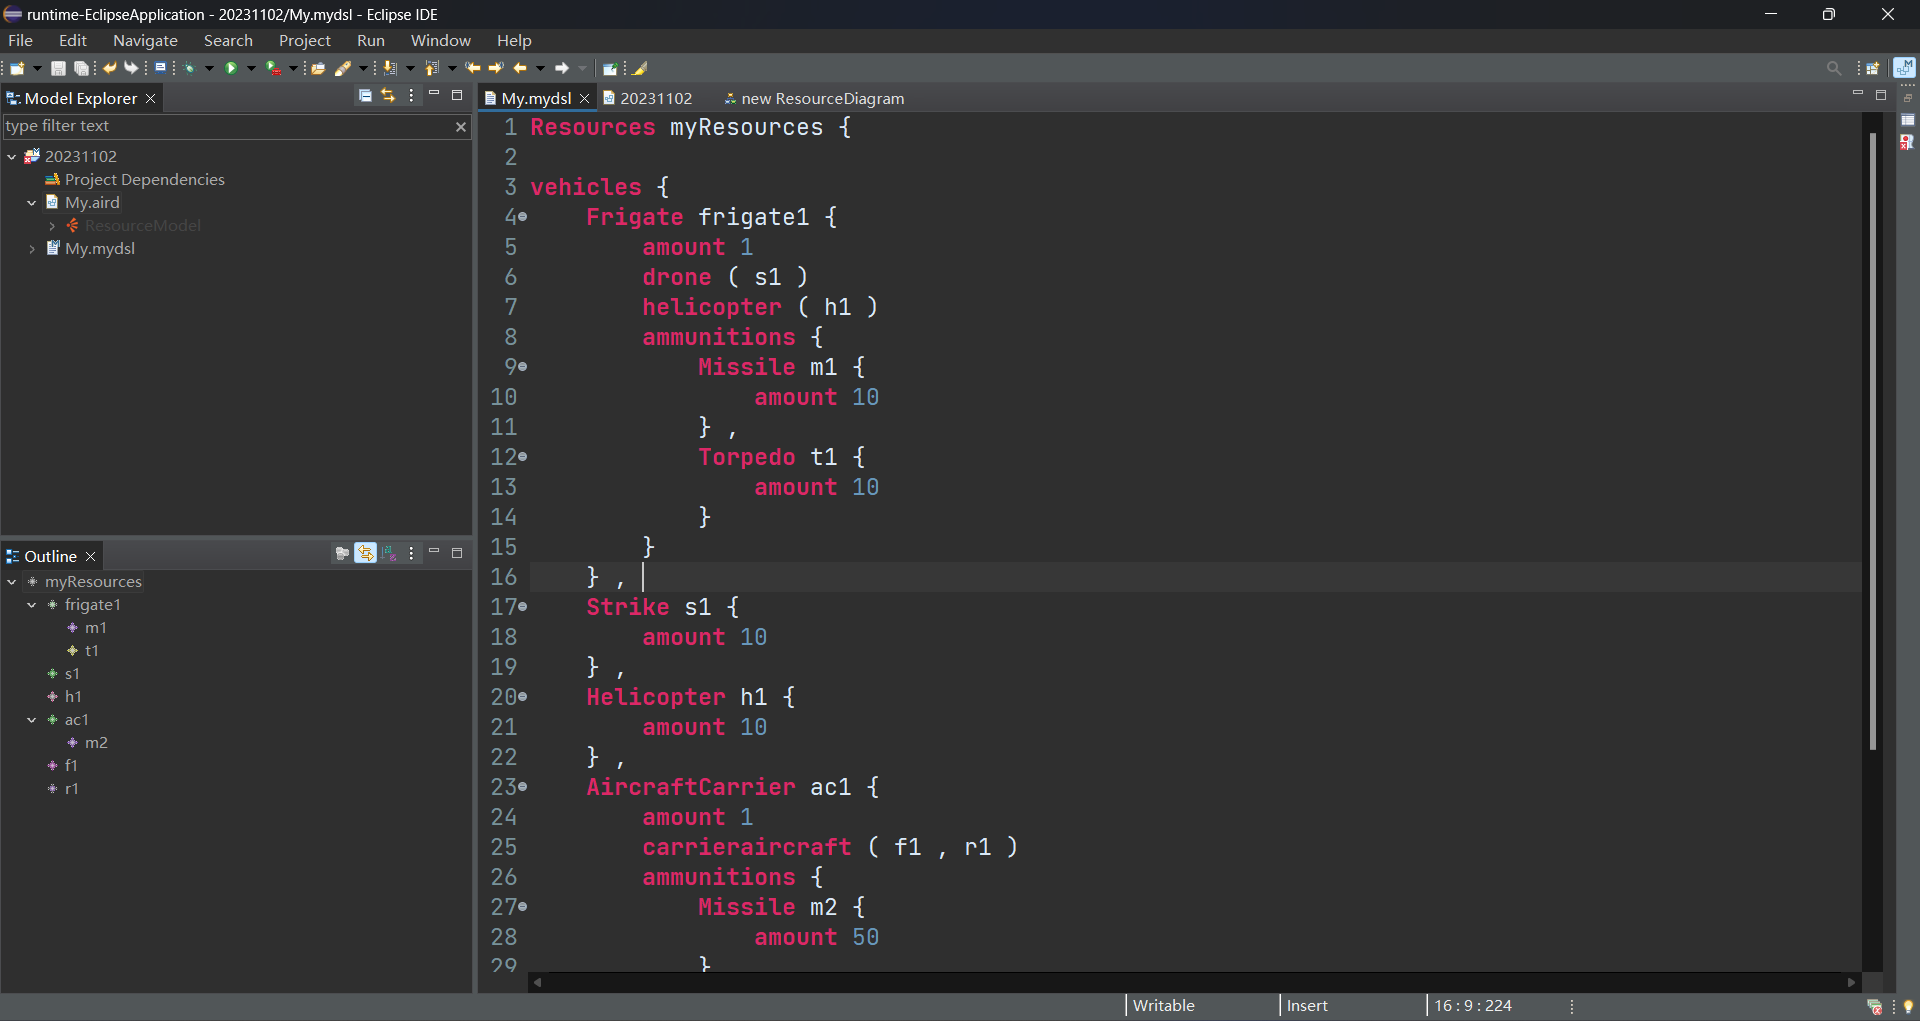 runtime-EclipseApplication - 20231102/My.mydsl - Eclipse IDE
File Edit Navigate Search Project Run Window Help
Model Explorer
type filter text
20231102
Project Dependencies
My.aird
ResourceModel
My.mydsl
Outline
myResources
frigate1
m1
t1
s1
h1
ac1
m2
f1
r1
My.mydsl 20231102 new ResourceDiagram
1 Resources myResources {
2
3 vehicles {
4 Frigate frigate1 {
5 amount 1
6 drone ( s1 )
7 helicopter ( h1 )
8 ammunitions {
9 Missile m1 {
10 amount 10
11 } ,
12 Torpedo t1 {
13 amount 10
14 }
15 }
16 } ,
17 Strike s1 {
18 amount 10
19 } ,
20 Helicopter h1 {
21 amount 10
22 } ,
23 AircraftCarrier ac1 {
24 amount 1
25 carrieraircraft ( f1 , r1 )
26 ammunitions {
27 Missile m2 {
28 amount 50
29 }
Writable Insert 16 : 9 : 224